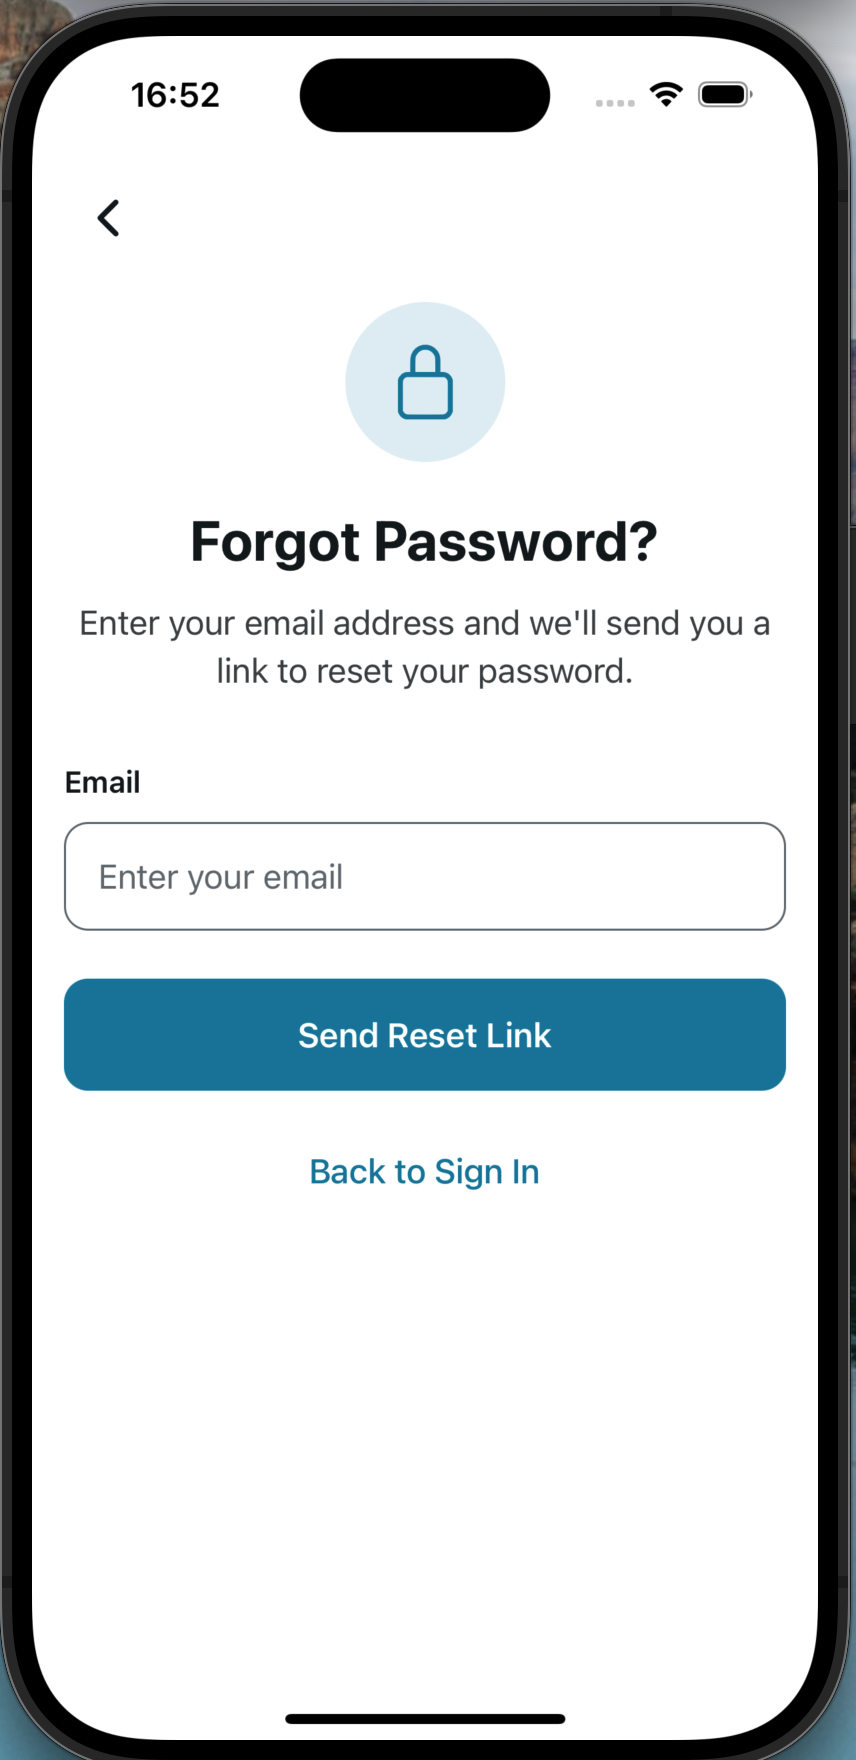 16:52
Forgot Password?
Enter your email address and we'll send you a
link to reset your password.
Email
Enter your email
Send Reset Link
Back to Sign In